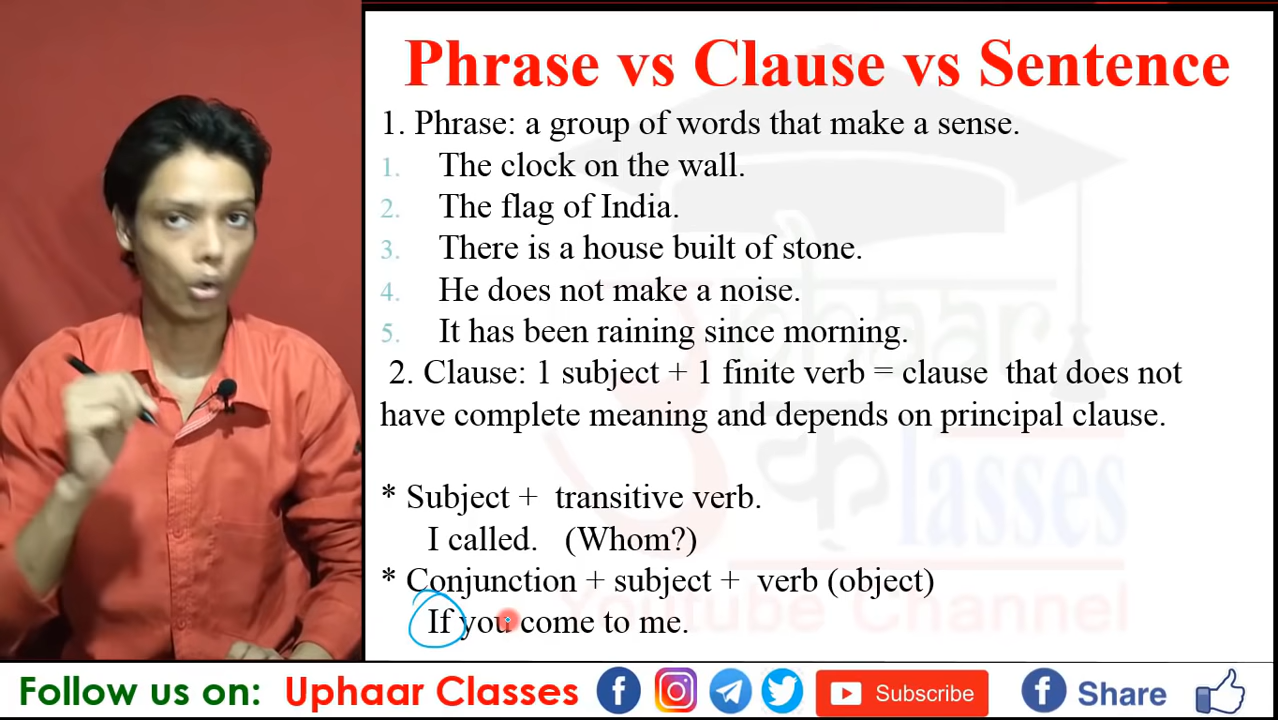 Phrase vs Clause vs Sentence
1. Phrase: a group of words that make a sense.
1. The clock on the wall.
2. The flag of India.
3. There is a house built of stone.
4. He does not make a noise.
5. It has been raining since morning.
2. Clause: 1 subject + 1 finite verb = clause that does not
have complete meaning and depends on principal clause.
* Subject + transitive verb.
I called. (Whom?)
* Conjunction + subject + verb (object)
If you come to me.
Youtube Channel
Follow us on: Uphaar Classes Subscribe Share